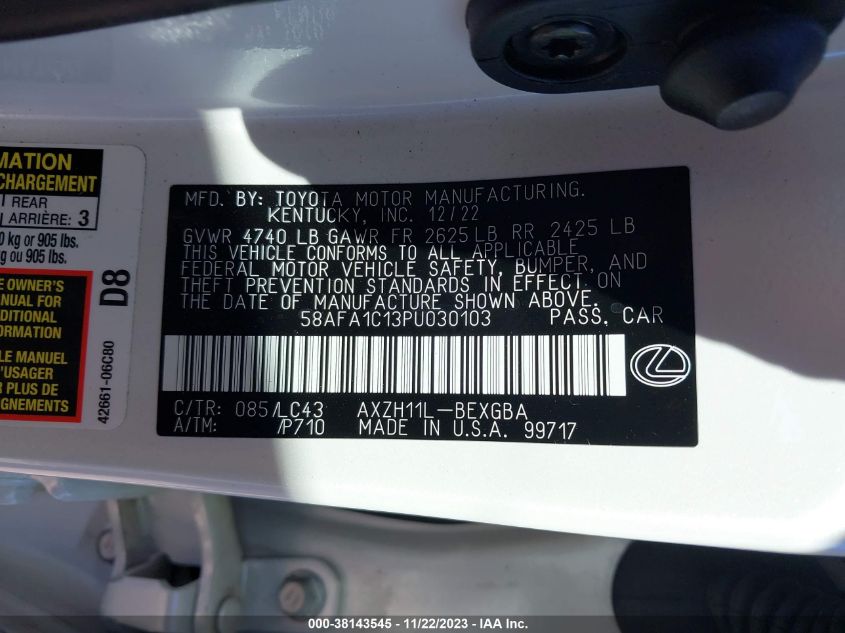 MATION
CHARGEMENT
REAR
ARRIÈRE: 3
0 kg or 905 lbs.
g ou 905 lbs.
E OWNER'S
ANUAL FOR
DDITIONAL
LE MANUEL
'USAGER
R PLUS DE
IGNEMENTS
D8
42661-06C80
MFD. BY: TOYOTA MOTOR MANUFACTURING.
KENTUCKY, INC. 12/22
GVWR 4740 LB GAWR FR 2625 LB RR 2425 LB
THIS VEHICLE CONFORMS TO ALL APPLICABLE
FEDERAL MOTOR VEHICLE SAFETY, BUMPER, AND
THEFT PREVENTION STANDARDS IN EFFECT ON
THE DATE OF MANUFACTURE SHOWN ABOVE.
58AFA1C13PU030103 PASS. CAR
C/TR: 085/LC43 AXZH11L-BEXGBA
A/TM: /P710 MADE IN U.S.A. 99717
000-38143545 - 11/22/2023 - IAA Inc.